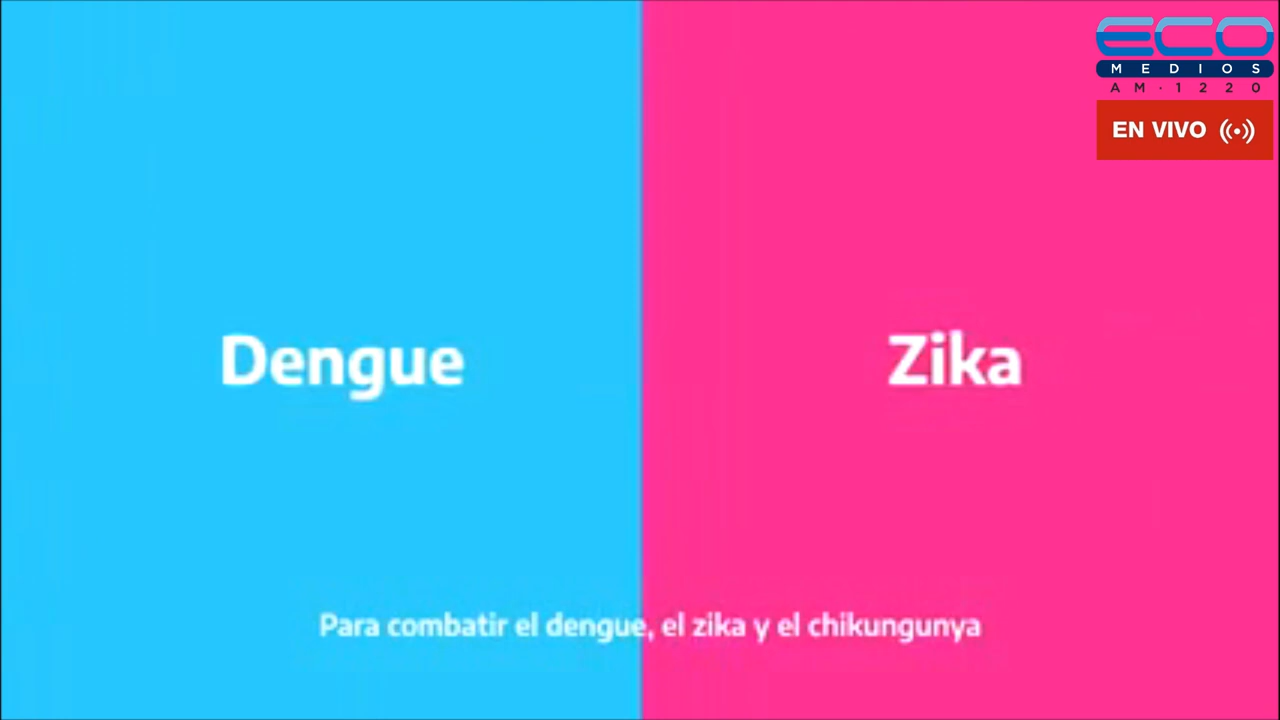 ECO
MEDIOS
AM·1220
EN VIVO
Dengue
Zika
Para combatir el dengue, el zika y el chikungunya